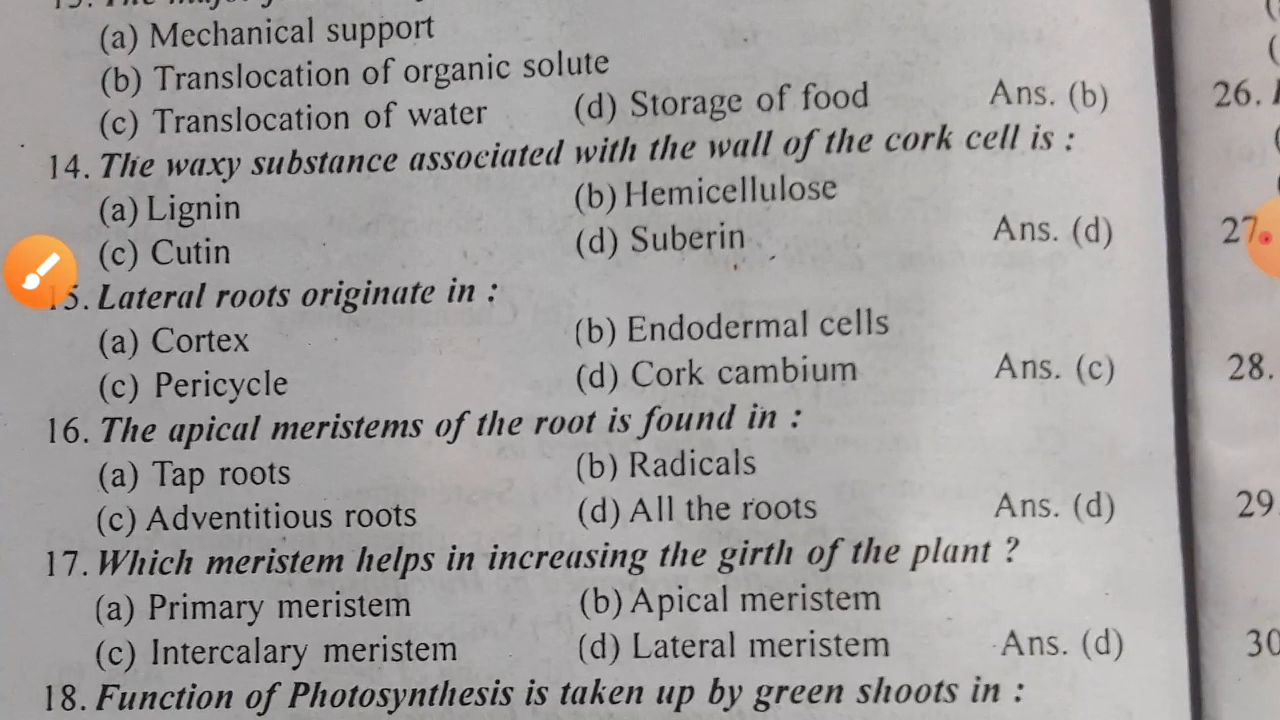 (a) Mechanical support
(b) Translocation of organic solute
(c) Translocation of water (d) Storage of food Ans. (b)
14. The waxy substance associated with the wall of the cork cell is :
(a) Lignin (b) Hemicellulose
(c) Cutin (d) Suberin Ans. (d)
5. Lateral roots originate in :
(a) Cortex (b) Endodermal cells
(c) Pericycle (d) Cork cambium Ans. (c)
16. The apical meristems of the root is found in :
(a) Tap roots (b) Radicals
(c) Adventitious roots (d) All the roots Ans. (d)
17. Which meristem helps in increasing the girth of the plant ?
(a) Primary meristem (b) Apical meristem
(c) Intercalary meristem (d) Lateral meristem Ans. (d)
18. Function of Photosynthesis is taken up by green shoots in :
26.
27.
28.
29
30